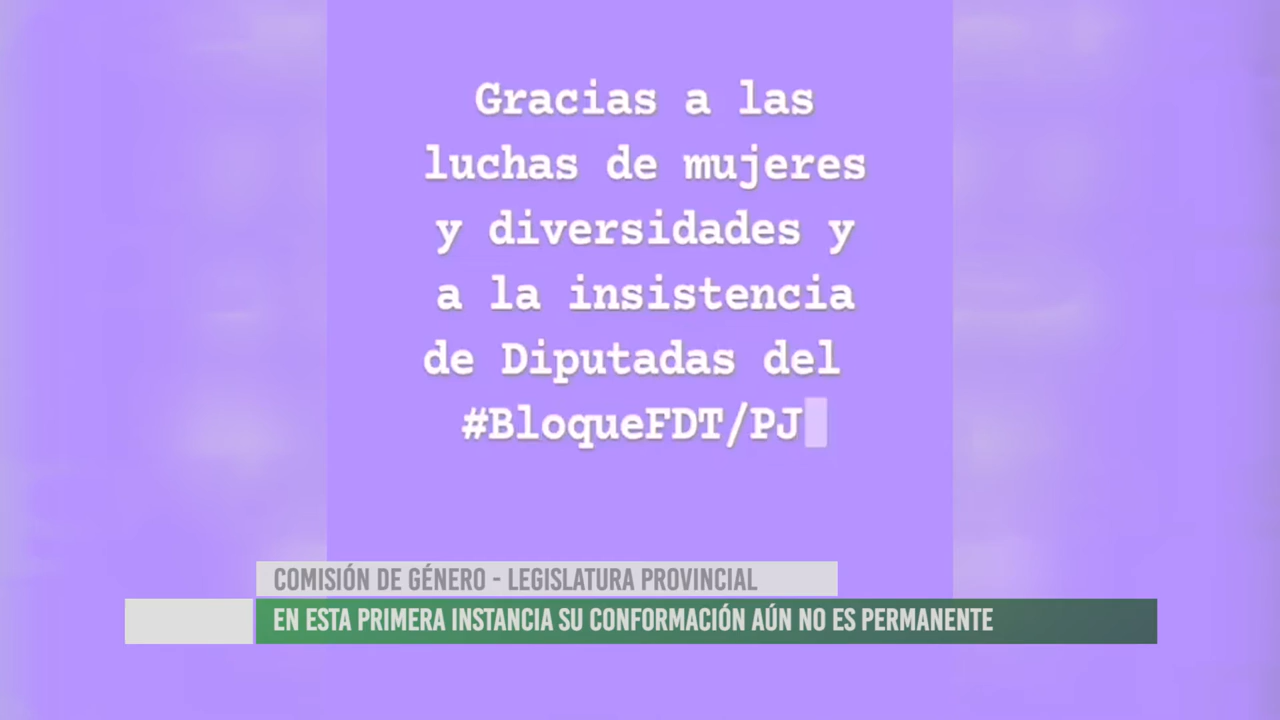 Gracias a las
luchas de mujeres
y diversidades y
a la insistencia
de Diputadas del
#BloqueFDT/PJ
COMISIÓN DE GÉNERO - LEGISLATURA PROVINCIAL
EN ESTA PRIMERA INSTANCIA SU CONFORMACIÓN AÚN NO ES PERMANENTE